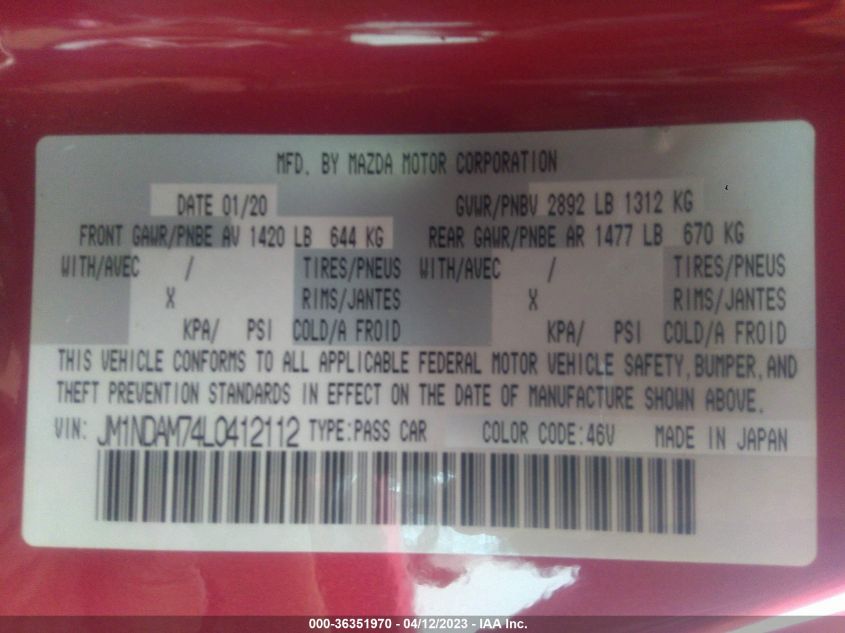 MFD. BY MAZDA MOTOR CORPORATION
DATE 01/20 GVWR/PNBV 2892 LB 1312 KG
FRONT GAWR/PNBE AV 1420 LB 644 KG REAR GAWR/PNBE AR 1477 LB 670 KG
WITH/AVEC / TIRES/PNEUS WITH/AVEC / TIRES/PNEUS
X RIMS/JANTES X RIMS/JANTES
KPA/ PSI COLD/A FROID KPA/ PSI COLD/A FROID
THIS VEHICLE CONFORMS TO ALL APPLICABLE FEDERAL MOTOR VEHICLE SAFETY, BUMPER, AND
THEFT PREVENTION STANDARDS IN EFFECT ON THE DATE OF MANUFACTURE SHOWN ABOVE.
VIN: JM1NDAM74L0412112 TYPE:PASS CAR COLOR CODE:46V MADE IN JAPAN
000-36351970 - 04/12/2023 - IAA Inc.